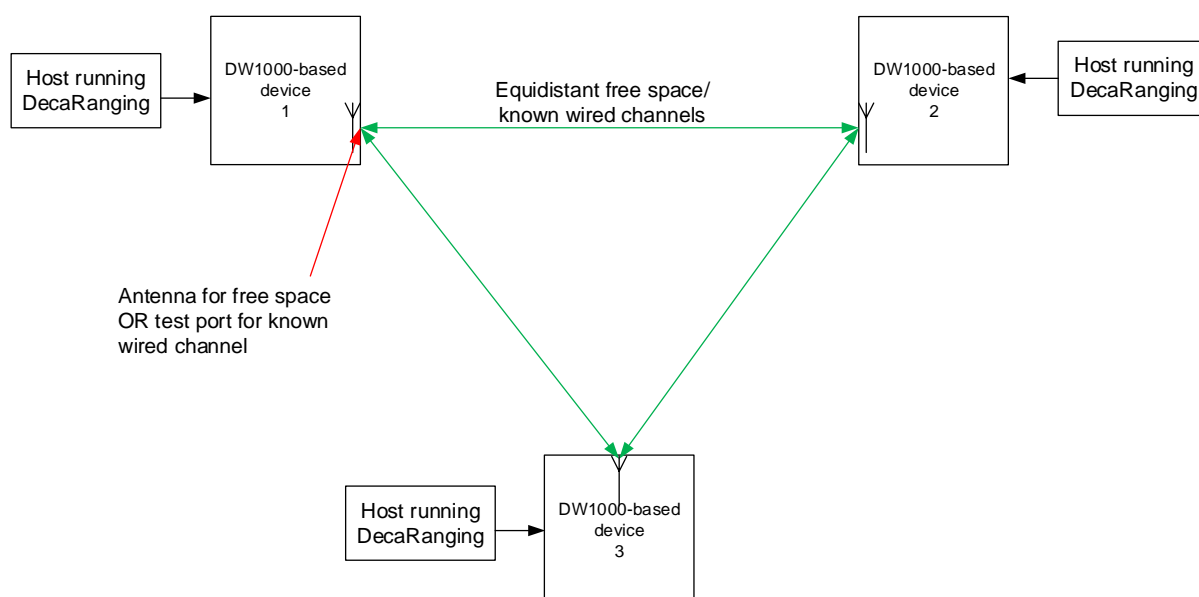 Host running
DecaRanging
DW1000-based
device
1
Equidistant free space/
known wired channels
DW1000-based
device
2
Host running
DecaRanging
Antenna for free space
OR test port for known
wired channel
Host running
DecaRanging
DW1000-based
device
3